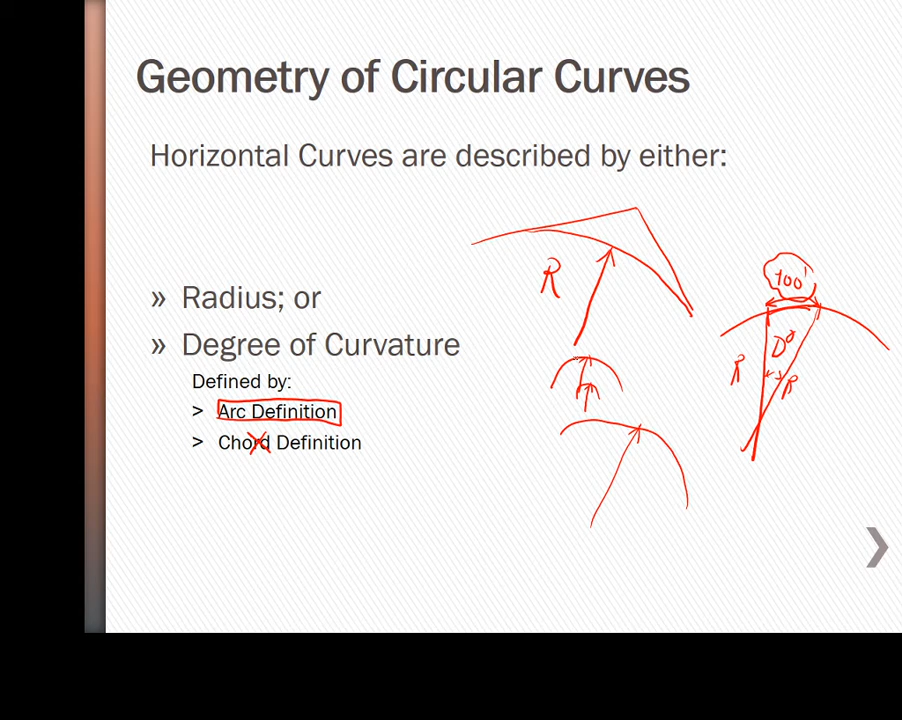 Geometry of Circular Curves
Horizontal Curves are described by either:
» Radius; or
» Degree of Curvature
Defined by:
> Arc Definition
> Chord Definition
R
100'
D°
R
R